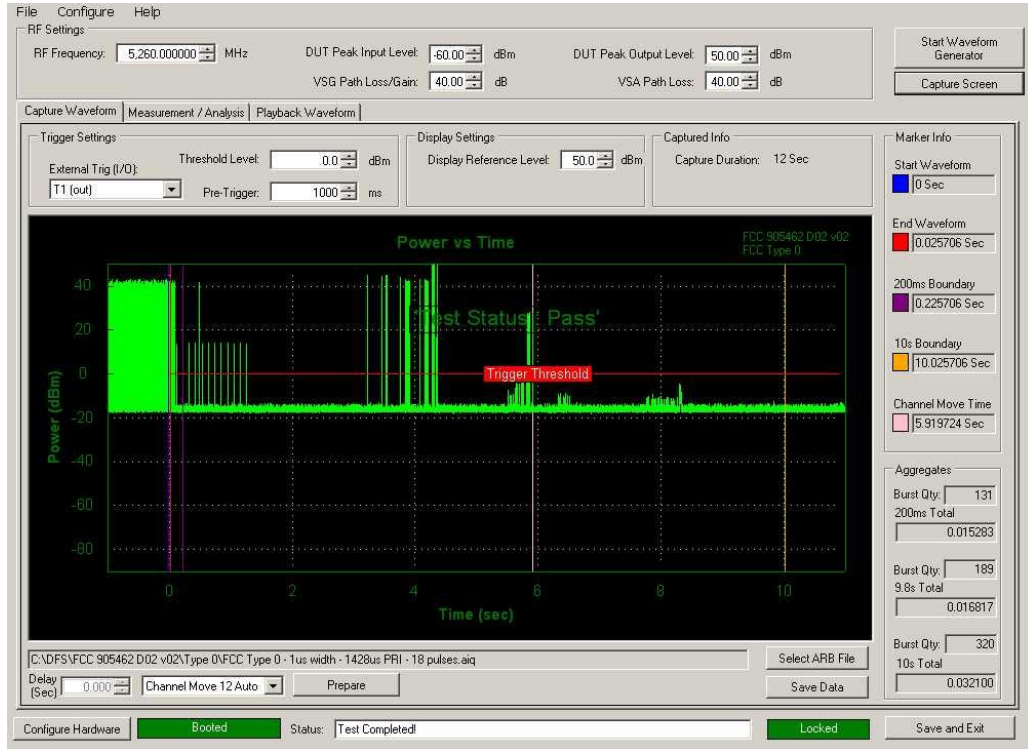 File Configure Help
RF Settings
RF Frequency: 5,260.000000 MHz DUT Peak Input Level: -60.00 dBm DUT Peak Output Level: 50.00 dBm
VSG Path Loss/Gain: 40.00 dB VSA Path Loss: 40.00 dB
Start Waveform
Generator
Capture Screen
Capture Waveform Measurement / Analysis Playback Waveform
Trigger Settings
External Trig (I/O):
T1 (out)
Threshold Level: 0.0 dBm
Pre-Trigger: 1000 ms
Display Settings
Display Reference Level: 50.0 dBm
Captured Info
Capture Duration: 12 Sec
Power vs Time
FCC 905462 D02 v02
FCC Type 0
'Test Status: Pass'
Trigger Threshold
Power (dBm)
40
20
0
-20
-40
-60
-80
0 2 4 6 8 10
Time (sec)
Marker Info
Start Waveform
0 Sec
End Waveform
0.025706 Sec
200ms Boundary
0.225706 Sec
10s Boundary
10.025706 Sec
Channel Move Time
5.919724 Sec
Aggregates
Burst Qty: 131
200ms Total
0.015283
Burst Qty: 189
9.8s Total
0.016817
Burst Qty: 320
10s Total
0.032100
C:\DFS\FCC 905462 D02 v02\Type 0\FCC Type 0 - 1us width - 1428us PRI - 18 pulses.aiq
Select ARB File
Delay
(Sec) 0.000 Channel Move 12 Auto Prepare
Save Data
Configure Hardware Booted Status: Test Completed! Locked Save and Exit